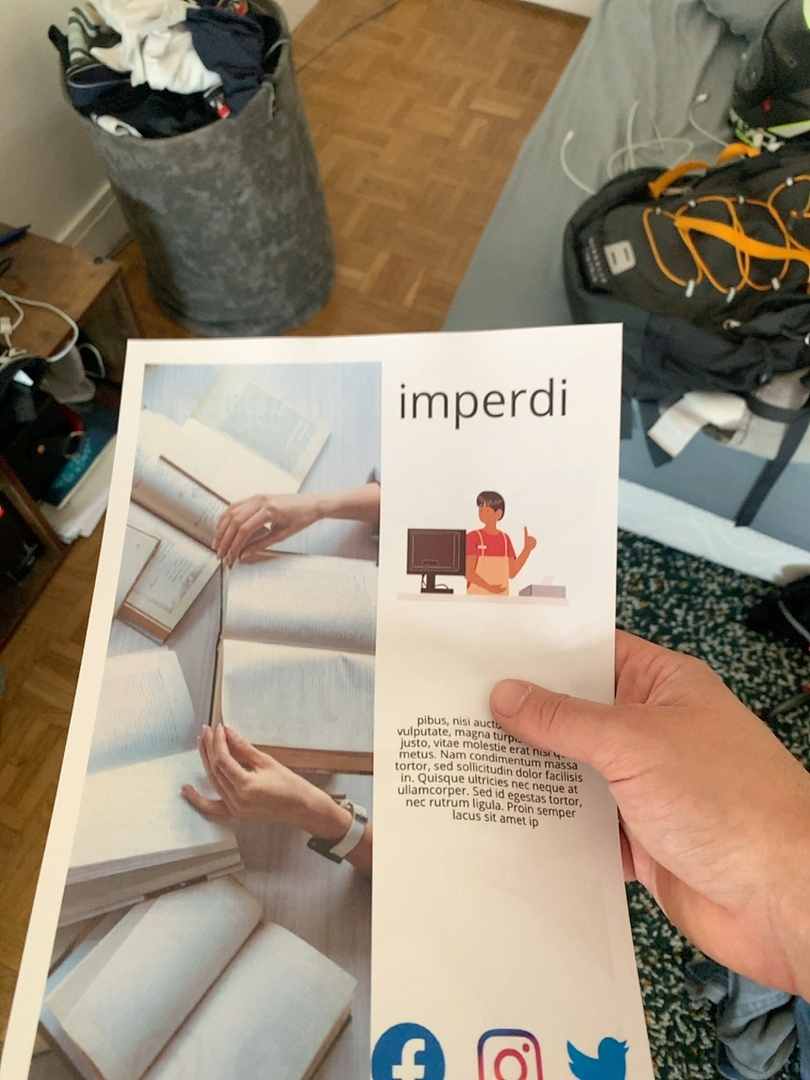 imperdi
pibus, nisi aucto
vulputate, magna
justo, vitae molestie erat nisi
metus. Nam condimentum massa
tortor, sed sollicitudin dolor facilisis
in. Quisque ultricies nec neque at
ullamcorper. Sed id egestas tortor,
nec rutrum ligula. Proin semper
lacus sit amet ip